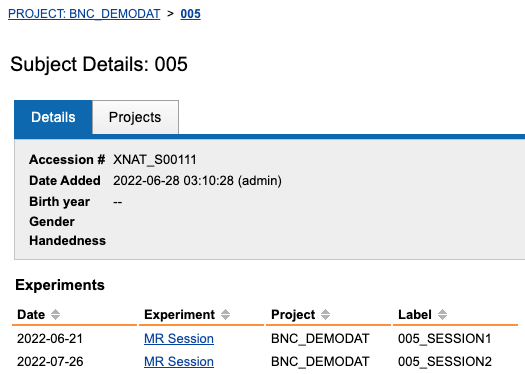 PROJECT: BNC_DEMODAT > 005
Subject Details: 005
Details Projects
Accession # XNAT_S00111
Date Added 2022-06-28 03:10:28 (admin)
Birth year --
Gender
Handedness
Experiments
Date Experiment Project Label
2022-06-21 MR Session BNC_DEMODAT 005_SESSION1
2022-07-26 MR Session BNC_DEMODAT 005_SESSION2